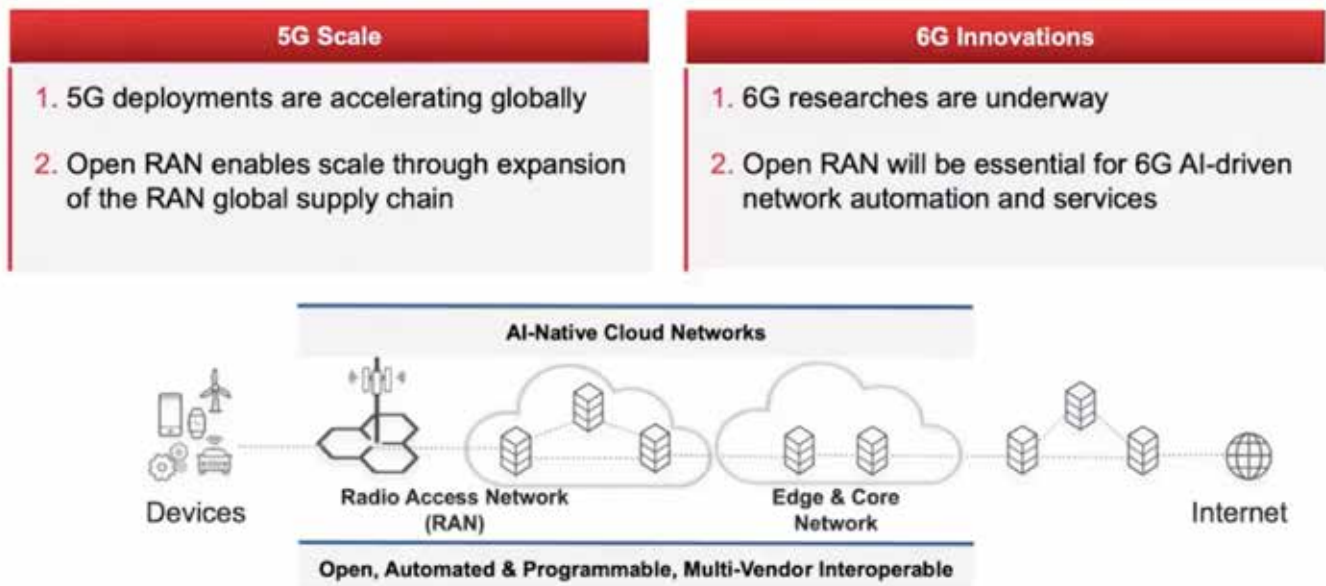 5G Scale
1. 5G deployments are accelerating globally
2. Open RAN enables scale through expansion
of the RAN global supply chain
6G Innovations
1. 6G researches are underway
2. Open RAN will be essential for 6G AI-driven
network automation and services
AI-Native Cloud Networks
Devices
Radio Access Network
(RAN)
Edge & Core
Network
Internet
Open, Automated & Programmable, Multi-Vendor Interoperable